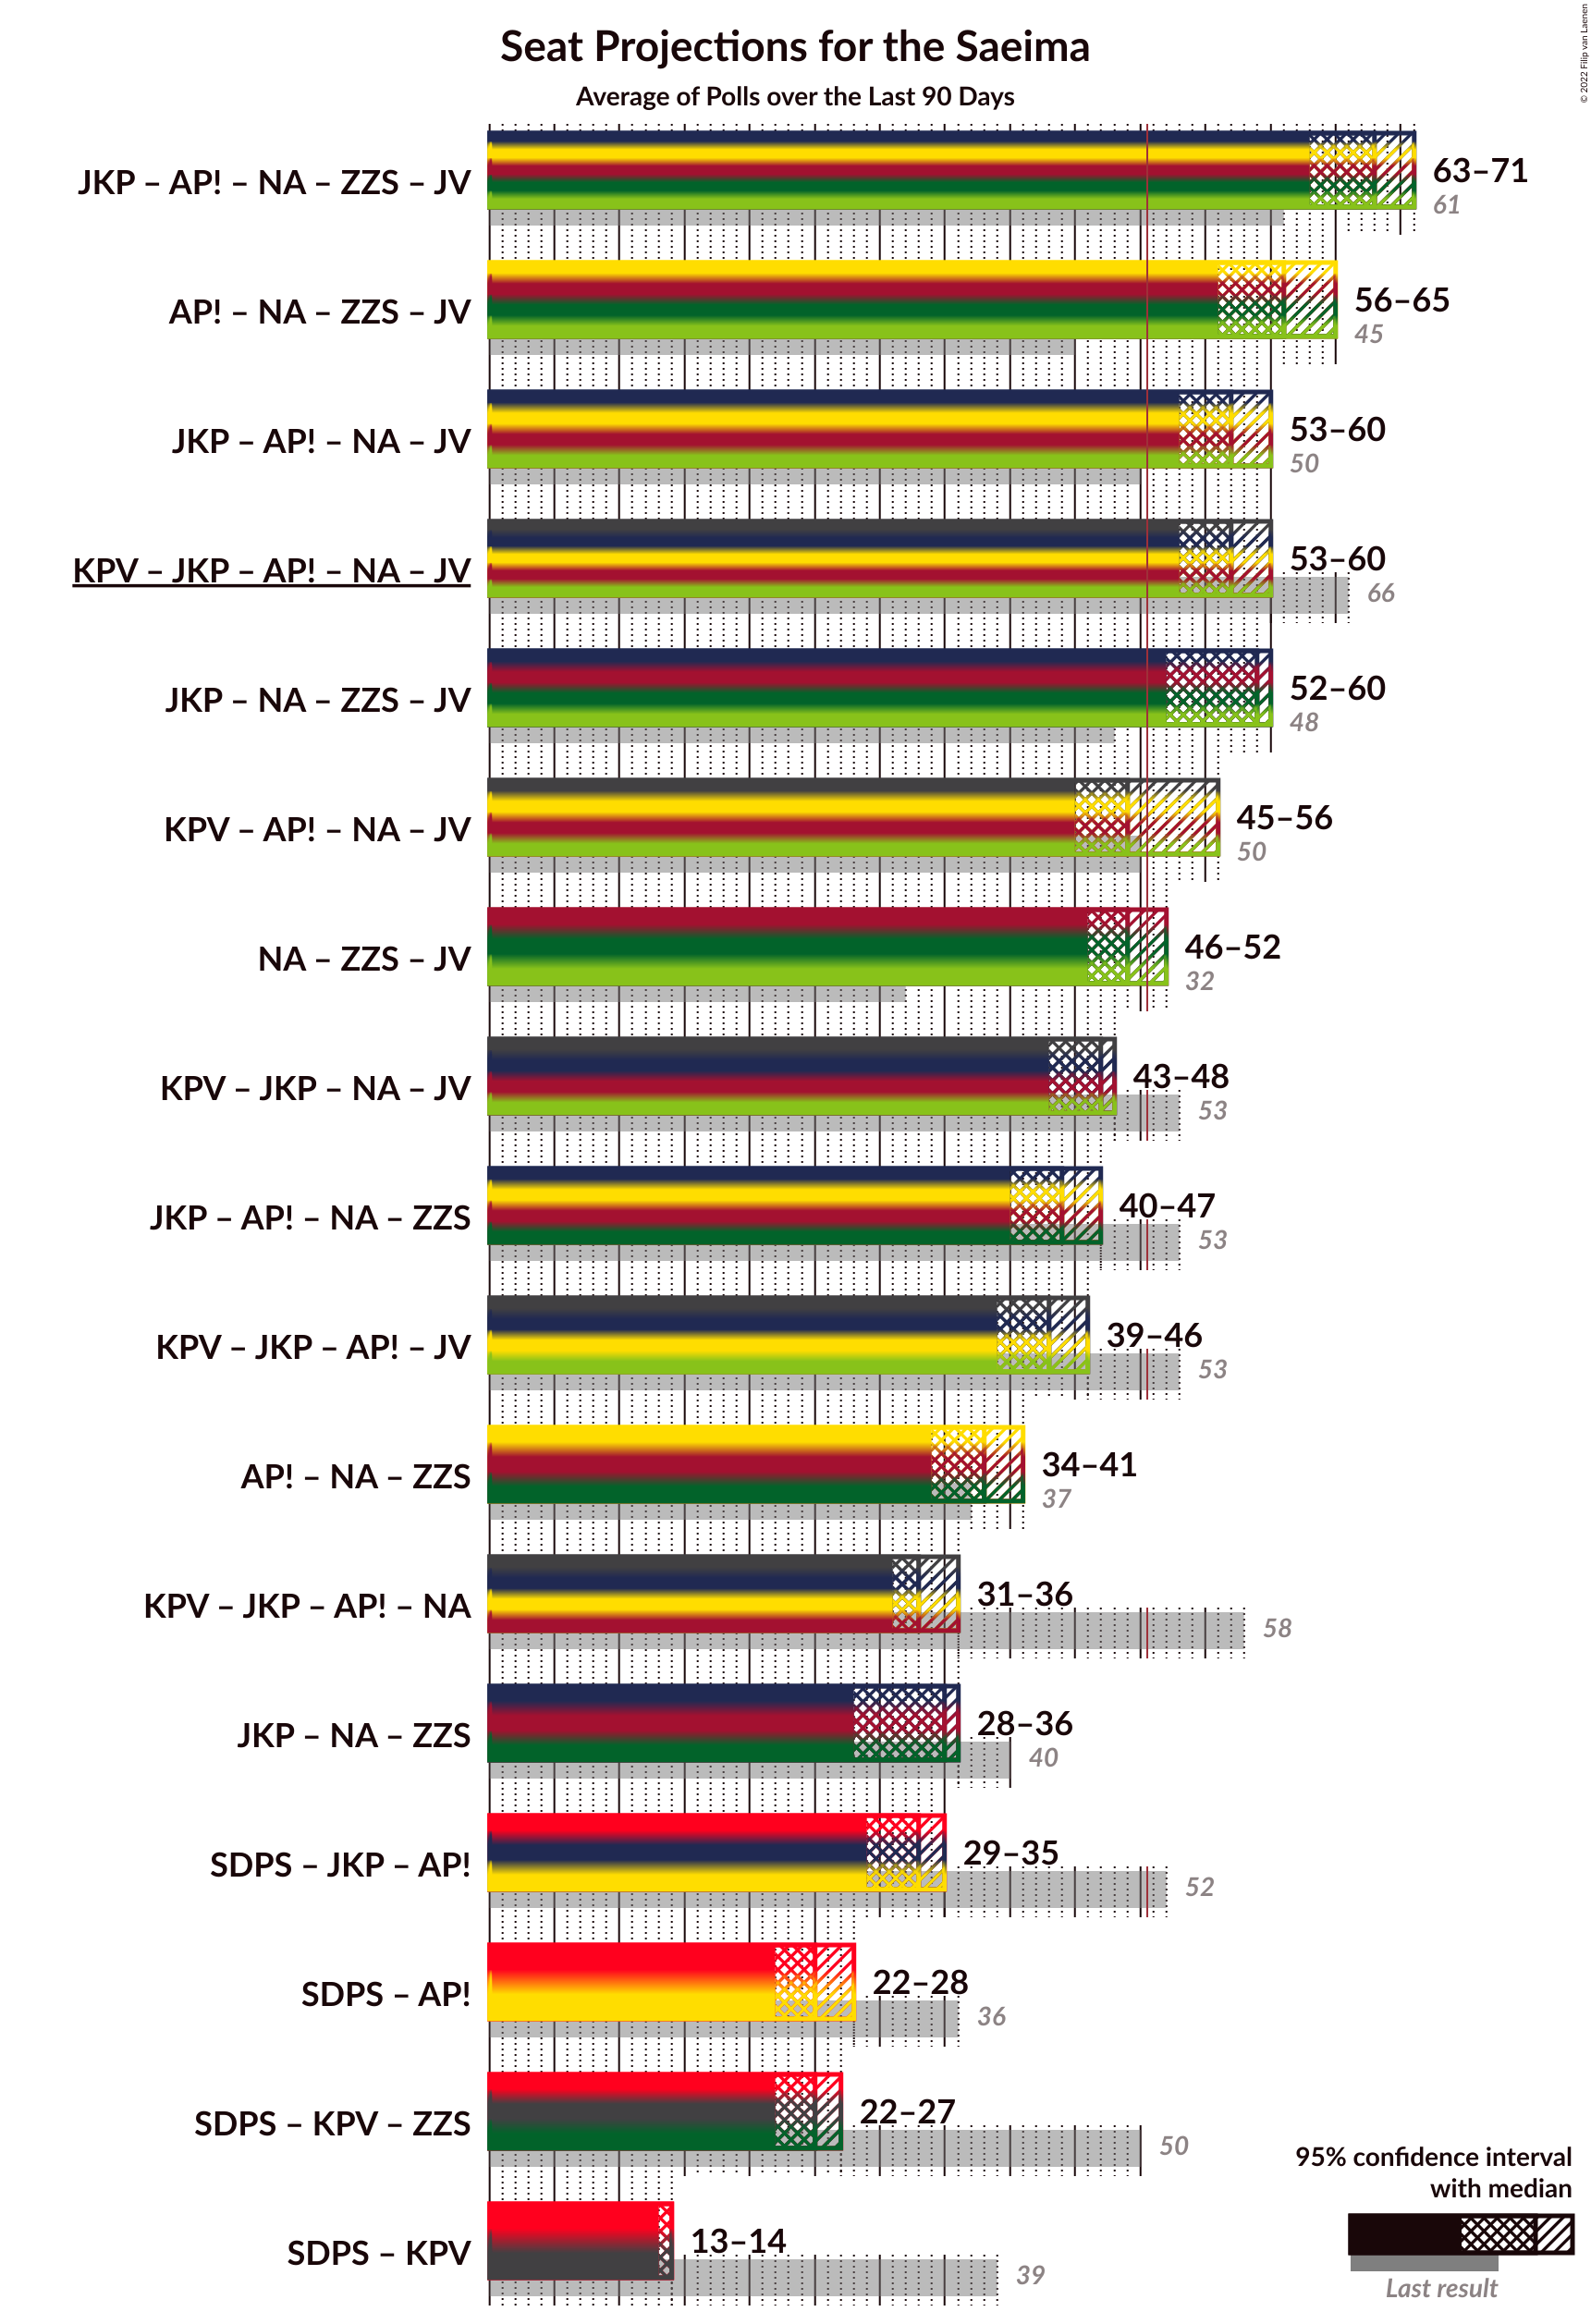 Seat Projections for the Saeima
Average of Polls over the Last 90 Days
© 2022 Filip van Laenen
JKP – AP! – NA – ZZS – JV
63–71
61
AP! – NA – ZZS – JV
56–65
45
JKP – AP! – NA – JV
53–60
50
KPV – JKP – AP! – NA – JV
53–60
66
JKP – NA – ZZS – JV
52–60
48
KPV – AP! – NA – JV
45–56
50
NA – ZZS – JV
46–52
32
KPV – JKP – NA – JV
43–48
53
JKP – AP! – NA – ZZS
40–47
53
KPV – JKP – AP! – JV
39–46
53
AP! – NA – ZZS
34–41
37
KPV – JKP – AP! – NA
31–36
58
JKP – NA – ZZS
28–36
40
SDPS – JKP – AP!
29–35
52
SDPS – AP!
22–28
36
SDPS – KPV – ZZS
22–27
50
SDPS – KPV
13–14
39
95% confidence interval
with median
Last result